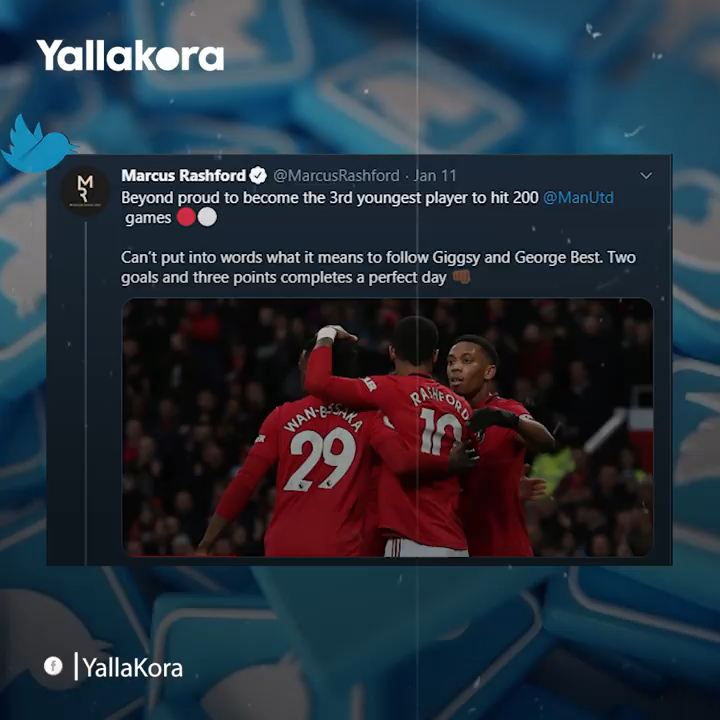 Yallakora
Marcus Rashford @MarcusRashford · Jan 11
Beyond proud to become the 3rd youngest player to hit 200 @ManUtd
games 🔴⚪
Can't put into words what it means to follow Giggsy and George Best. Two
goals and three points completes a perfect day 👊🏾
WAN-BISSAKA
29
RASHFORD
10
YallaKora